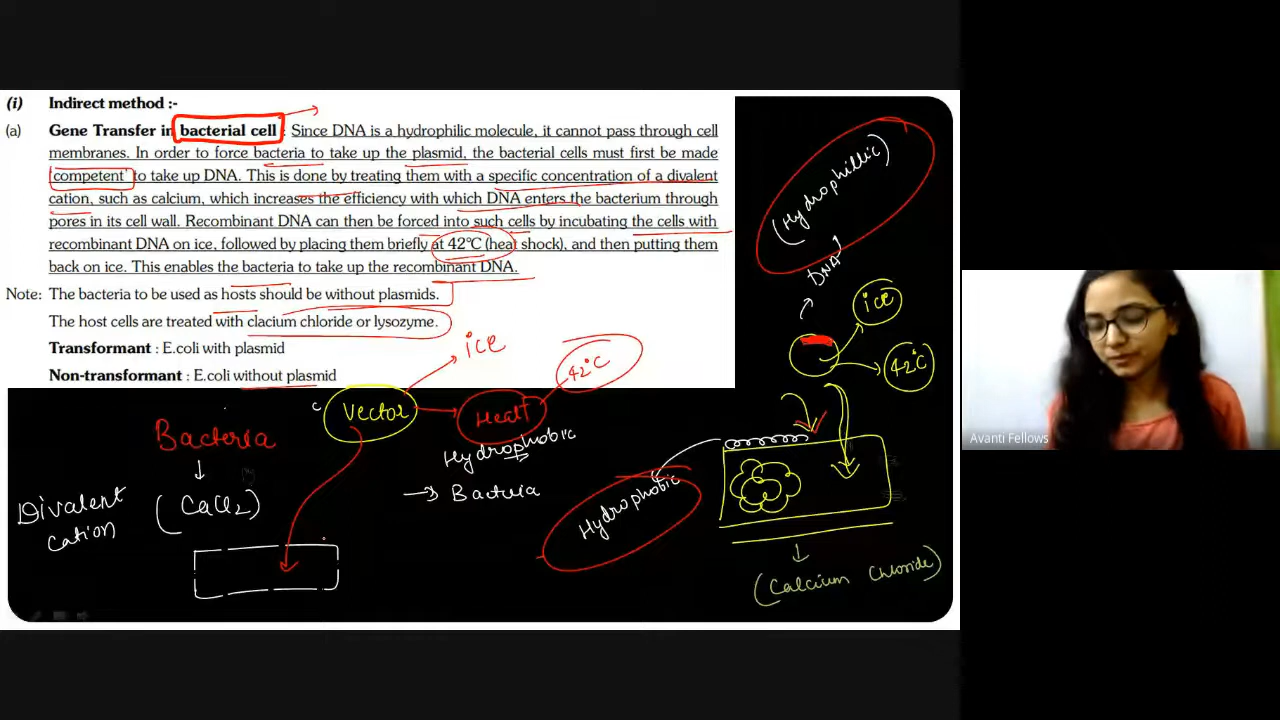 (i) Indirect method :-
(a) Gene Transfer in bacterial cell : Since DNA is a hydrophilic molecule, it cannot pass through cell
membranes. In order to force bacteria to take up the plasmid, the bacterial cells must first be made
'competent' to take up DNA. This is done by treating them with a specific concentration of a divalent
cation, such as calcium, which increases the efficiency with which DNA enters the bacterium through
pores in its cell wall. Recombinant DNA can then be forced into such cells by incubating the cells with
recombinant DNA on ice, followed by placing them briefly at 42°C (heat shock), and then putting them
back on ice. This enables the bacteria to take up the recombinant DNA.
Note: The bacteria to be used as hosts should be without plasmids.
The host cells are treated with clacium chloride or lysozyme.
Transformant : E.coli with plasmid
Non-transformant : E.coli without plasmid
(Hydrophillic)
DNA
ice
42°C
ice
42°C
Vector
Heat
Hydrophobic
→ Bacteria
Bacteria
(CaCl2)
Divalent
cation
Hydrophobic
(Calcium Chloride)
Avanti Fellows